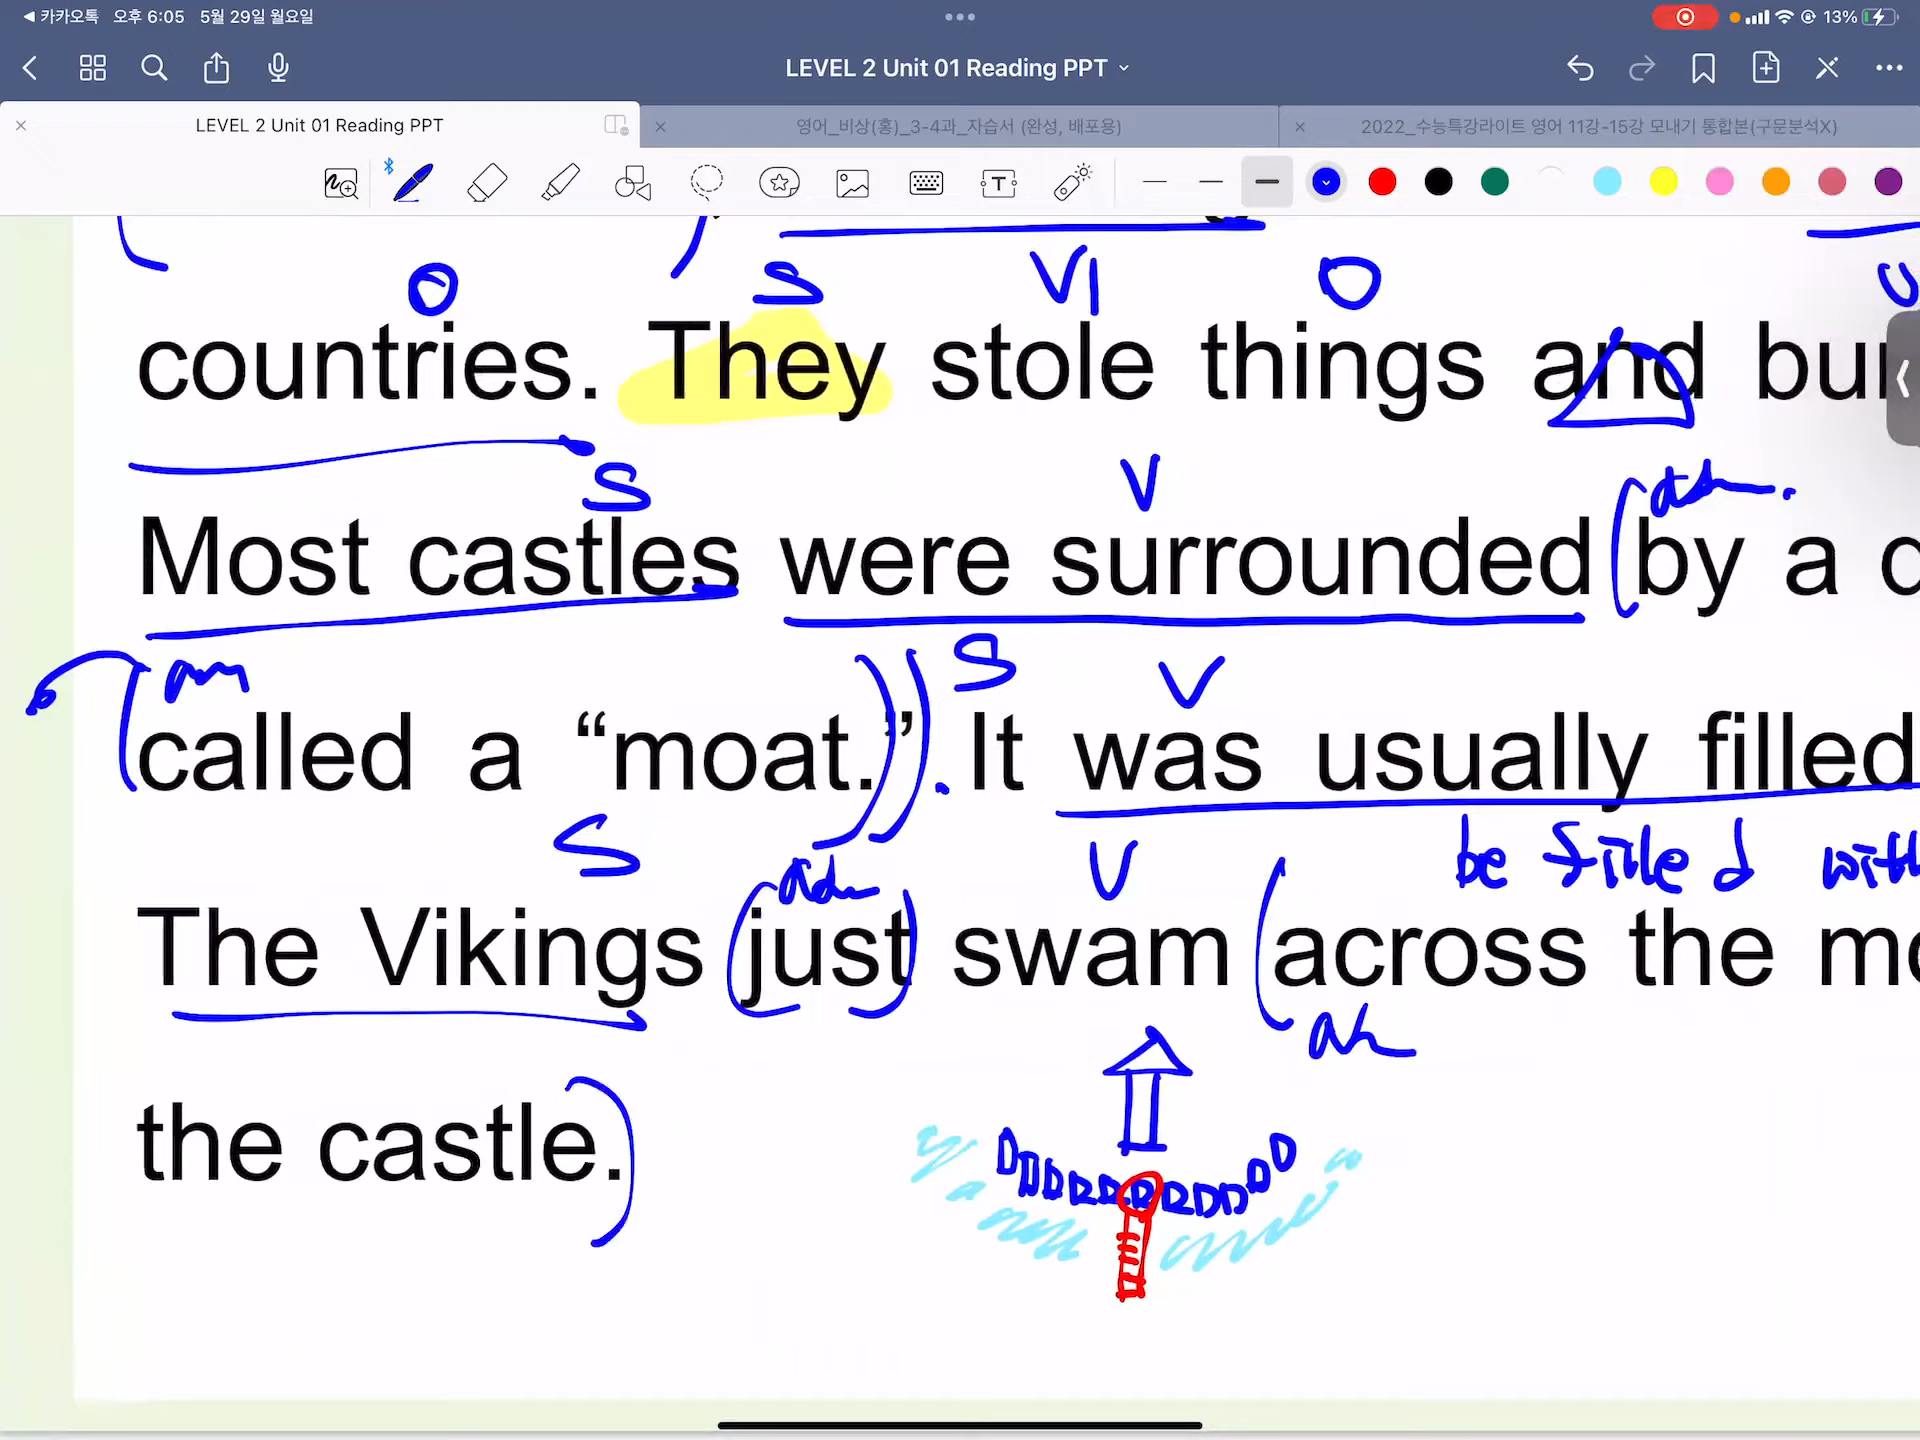 카카오톡 오후 6:05 5월 29일 월요일
13%
LEVEL 2 Unit 01 Reading PPT
LEVEL 2 Unit 01 Reading PPT
영어_비상(홍)_3-4과_자습서 (완성, 배포용)
2022_수능특강라이트 영어 11강-15강 모내기 통합본(구문분석X)
T
O S V1 O
countries. They stole things and
S V
Most castles were surrounded by a
S V
called a “moat.” It was usually filled
S V be filled with
The Vikings just swam across the
the castle.